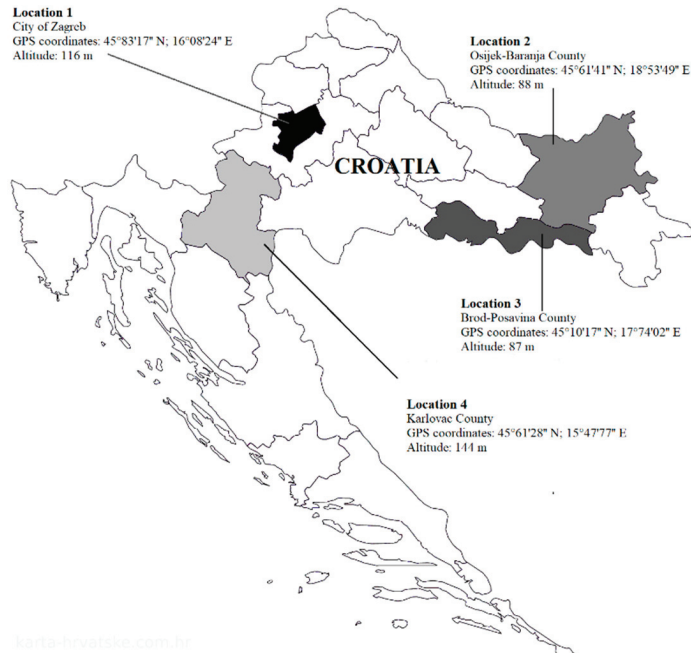 Location 1
City of Zagreb
GPS coordinates: 45°83'17" N; 16°08'24" E
Altitude: 116 m
Location 2
Osijek-Baranja County
GPS coordinates: 45°61'41" N; 18°53'49" E
Altitude: 88 m
CROATIA
Location 3
Brod-Posavina County
GPS coordinates: 45°10'17" N; 17°74'02" E
Altitude: 87 m
Location 4
Karlovac County
GPS coordinates: 45°61'28" N; 15°47'77" E
Altitude: 144 m
karta-hrvatske.com.hr